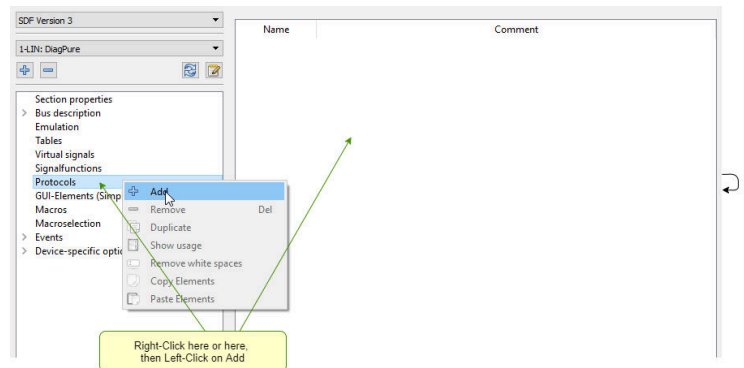 SDF Version 3
1-LIN: DiagPure
Name Comment
Section properties
Bus description
Emulation
Tables
Virtual signals
Signalfunctions
Protocols
GUI-Elements (Simp
Macros
Macroselection
Events
Device-specific optic
Add
Remove Del
Duplicate
Show usage
Remove white spaces
Copy Elements
Paste Elements
Right-Click here or here,
then Left-Click on Add